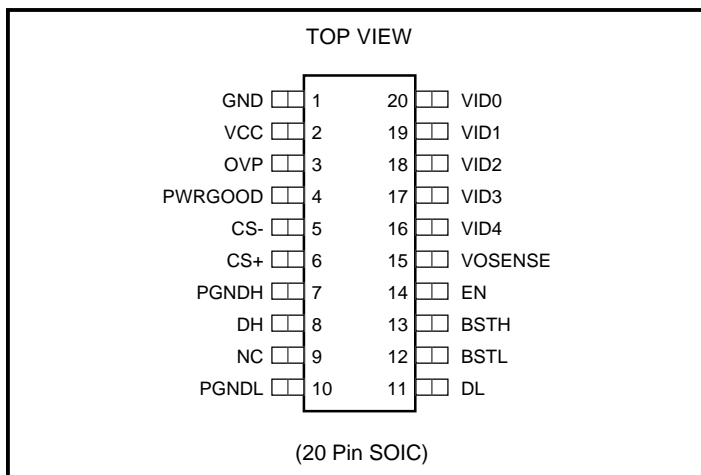 TOP VIEW
GND 1 20 VID0
VCC 2 19 VID1
OVP 3 18 VID2
PWRGOOD 4 17 VID3
CS- 5 16 VID4
CS+ 6 15 VOSENSE
PGNDH 7 14 EN
DH 8 13 BSTH
NC 9 12 BSTL
PGNDL 10 11 DL
(20 Pin SOIC)